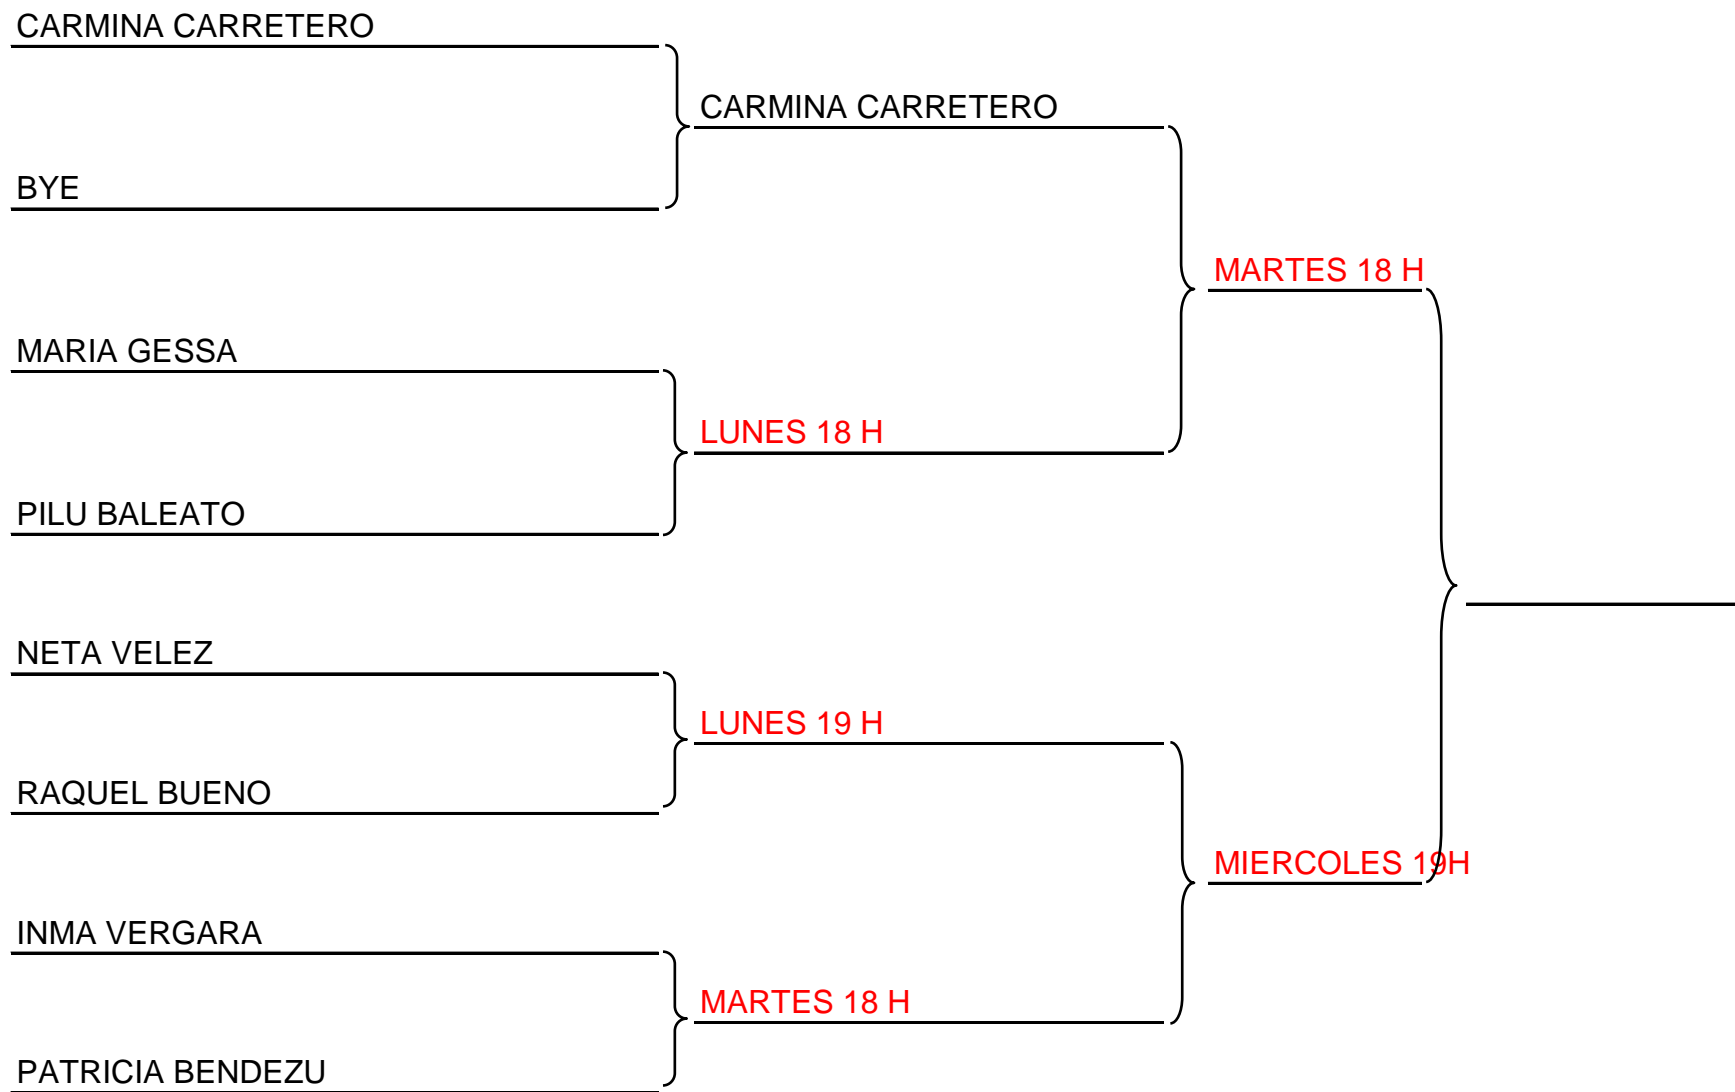 CARMINA CARRETERO
CARMINA CARRETERO
BYE
MARTES 18 H
MARIA GESSA
LUNES 18 H
PILU BALEATO
NETA VELEZ
LUNES 19 H
RAQUEL BUENO
MIERCOLES 19H
INMA VERGARA
MARTES 18 H
PATRICIA BENDEZU